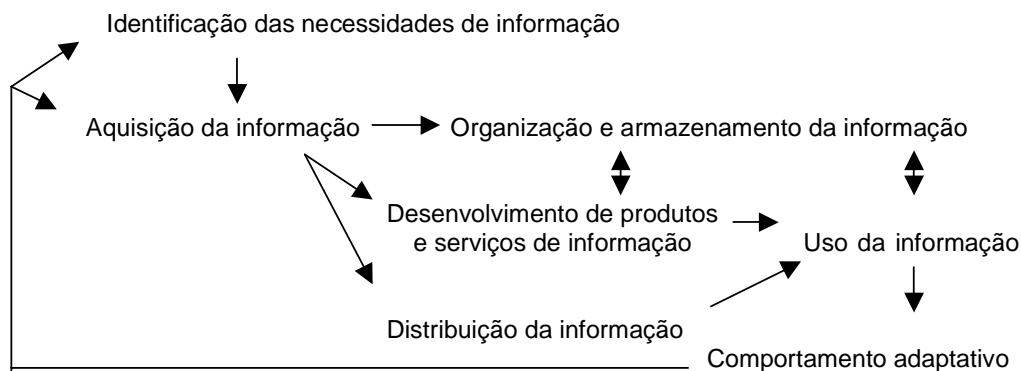 Identificação das necessidades de informação
Aquisição da informação
Organização e armazenamento da informação
Desenvolvimento de produtos
e serviços de informação
Uso da informação
Distribuição da informação
Comportamento adaptativo